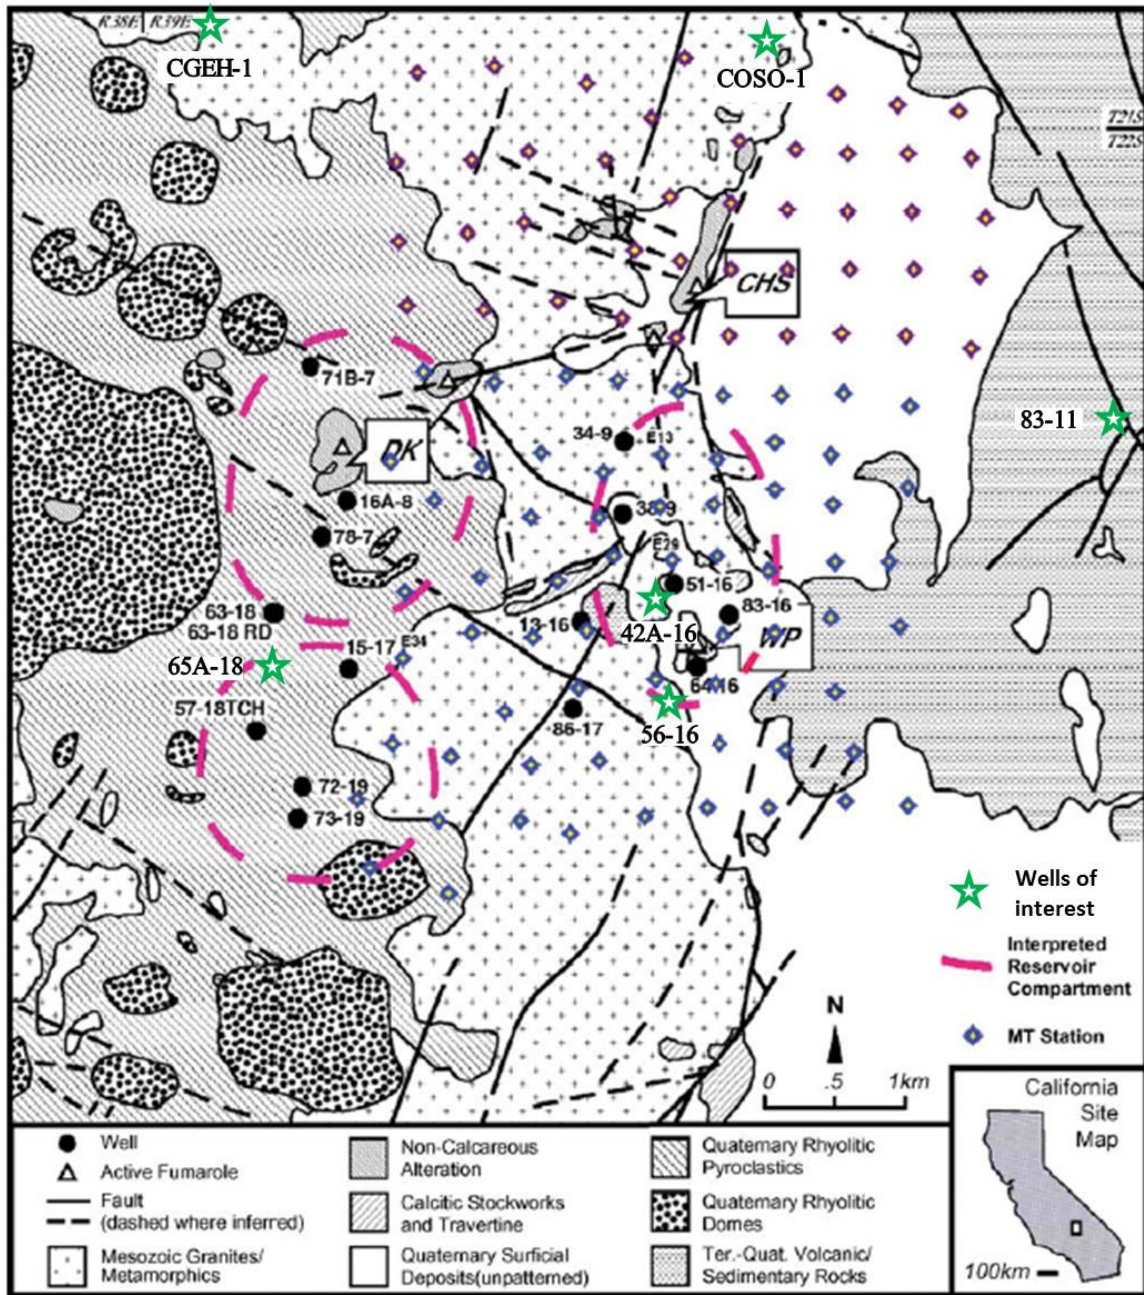 R38E R39E
CGEH-1
COSO-1
T21S
T22S
CHS
71B-7
83-11
34-9
E13
DK
16A-8
38-9
78-7
E29
51-16
63-18
63-18 RD
83-16
13-16
42A-16
WP
15-17
E34
65A-18
64-16
57-18TCH
86-17
56-16
72-19
73-19
Wells of
interest
Interpreted
Reservoir
Compartment
MT Station
N
0 .5 1km
California
Site
Map
100km
Well
Active Fumarole
Fault
(dashed where inferred)
Mesozoic Granites/
Metamorphics
Non-Calcareous
Alteration
Calcitic Stockworks
and Travertine
Quaternary Surficial
Deposits(unpatterned)
Quaternary Rhyolitic
Pyroclastics
Quaternary Rhyolitic
Domes
Ter.-Quat. Volcanic/
Sedimentary Rocks